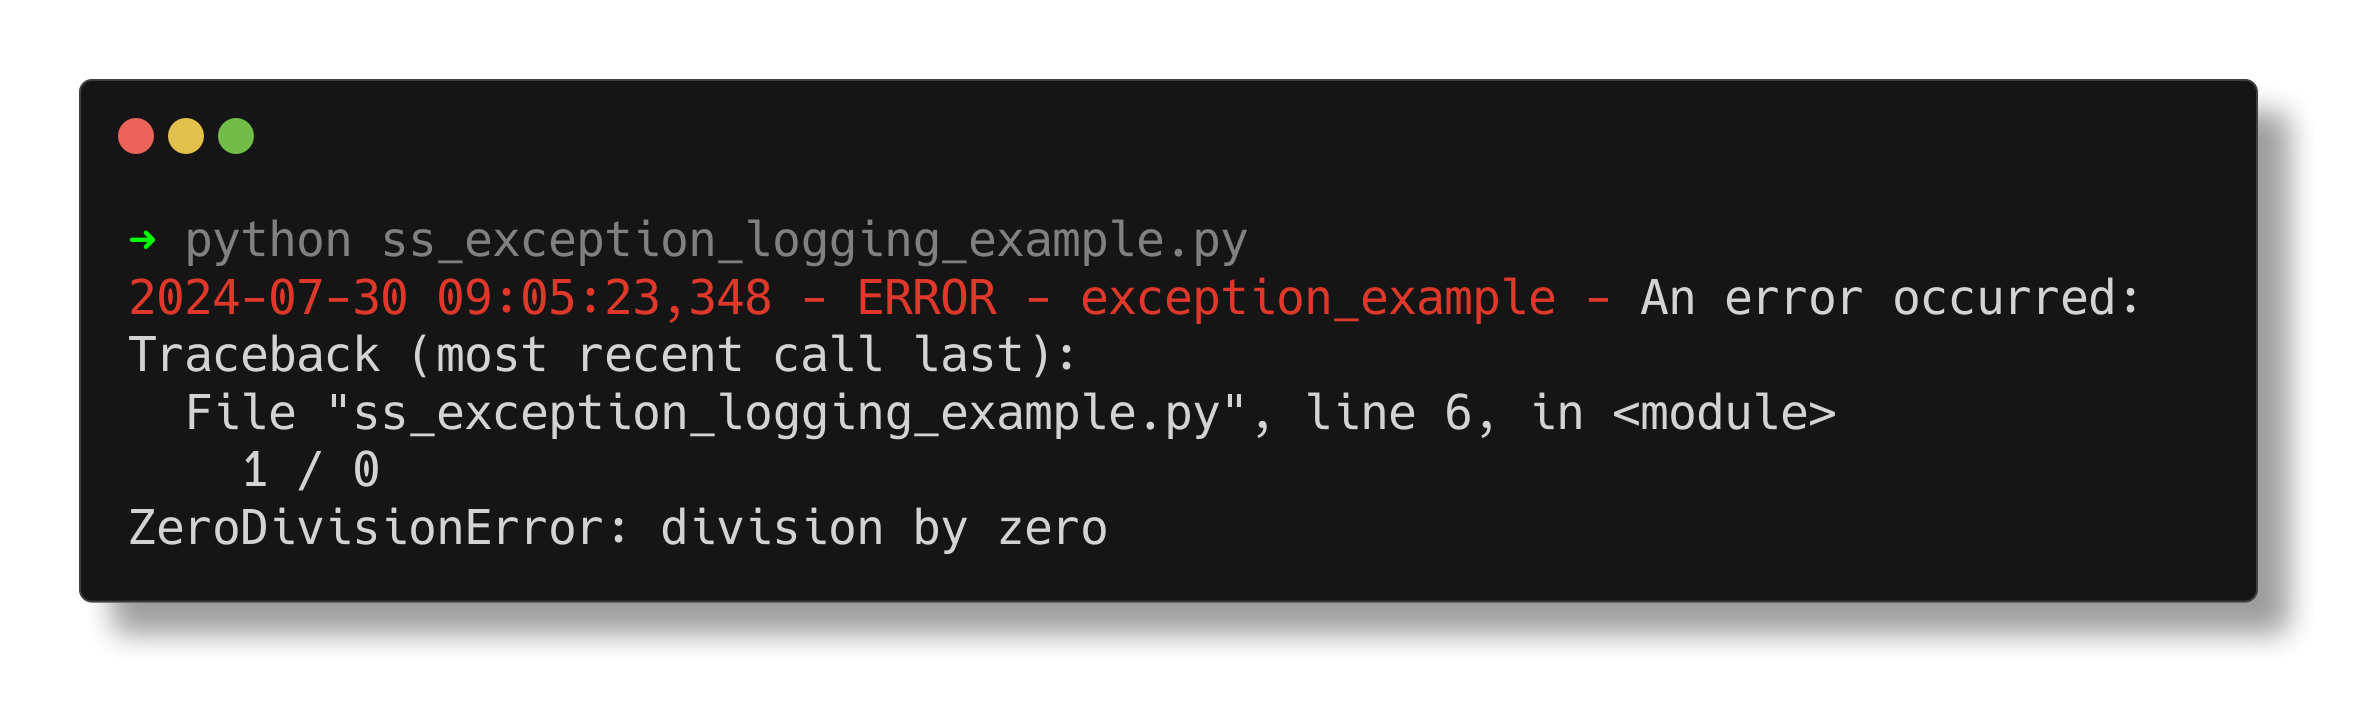 ➜ python ss_exception_logging_example.py
2024-07-30 09:05:23,348 - ERROR - exception_example - An error occurred:
Traceback (most recent call last):
  File "ss_exception_logging_example.py", line 6, in <module>
    1 / 0
ZeroDivisionError: division by zero